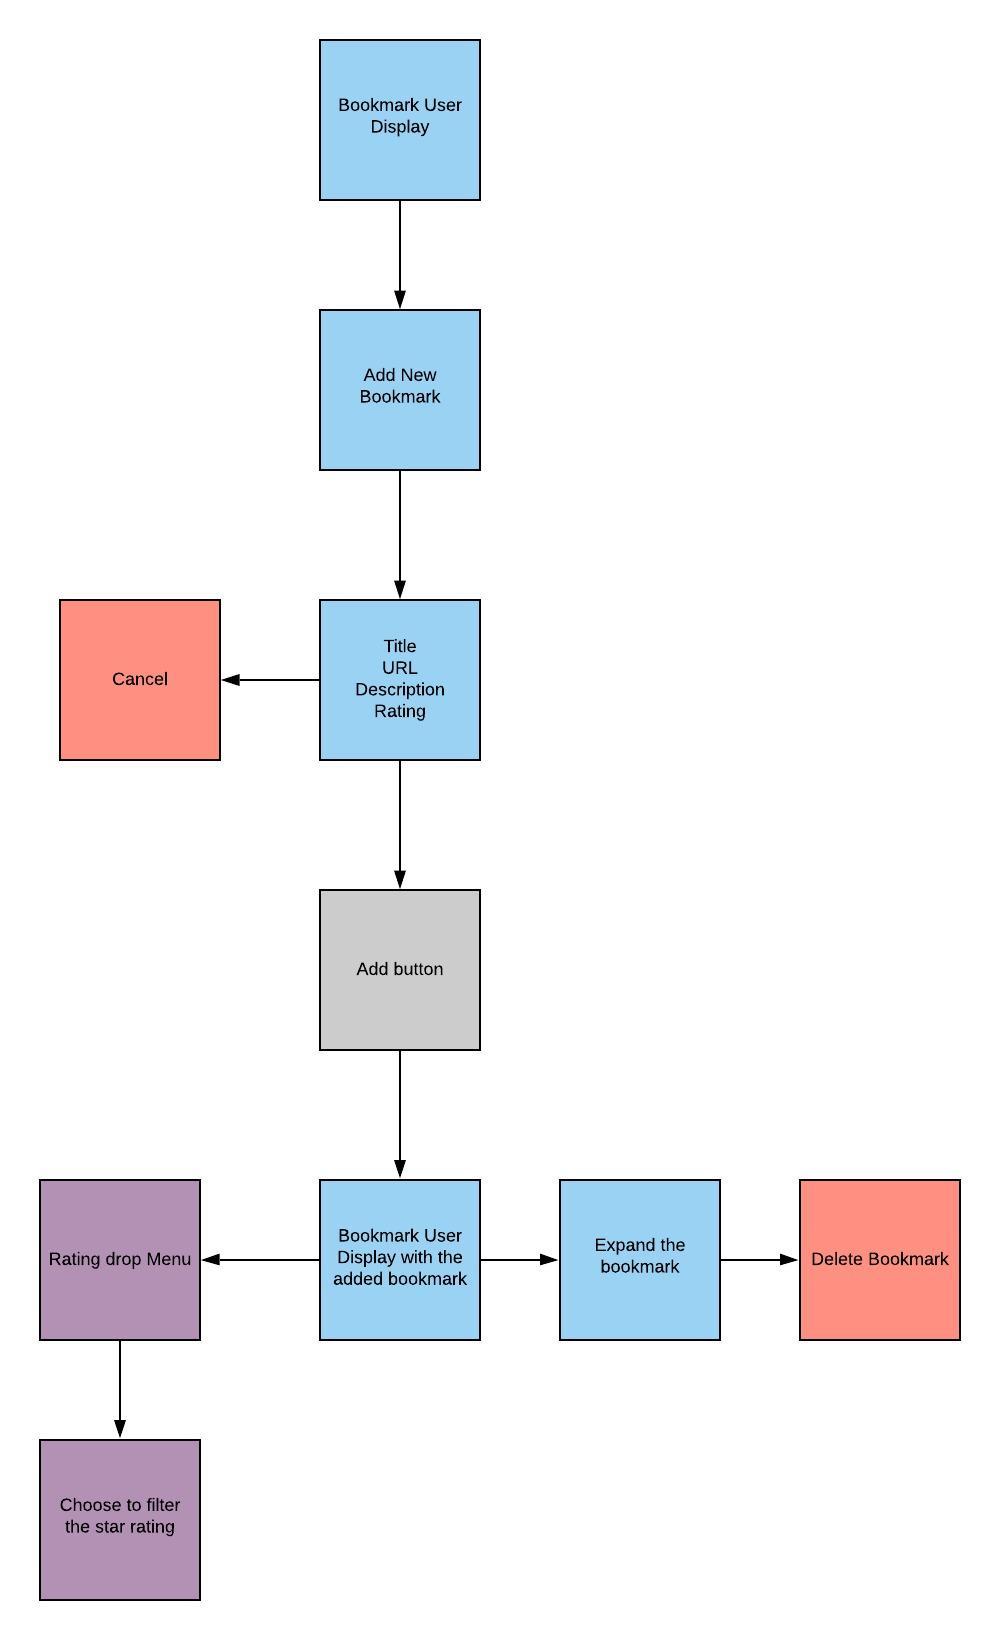 Bookmark User
Display
Add New
Bookmark
Cancel
Title
URL
Description
Rating
Add button
Rating drop Menu
Bookmark User
Display with the
added bookmark
Expand the
bookmark
Delete Bookmark
Choose to filter
the star rating